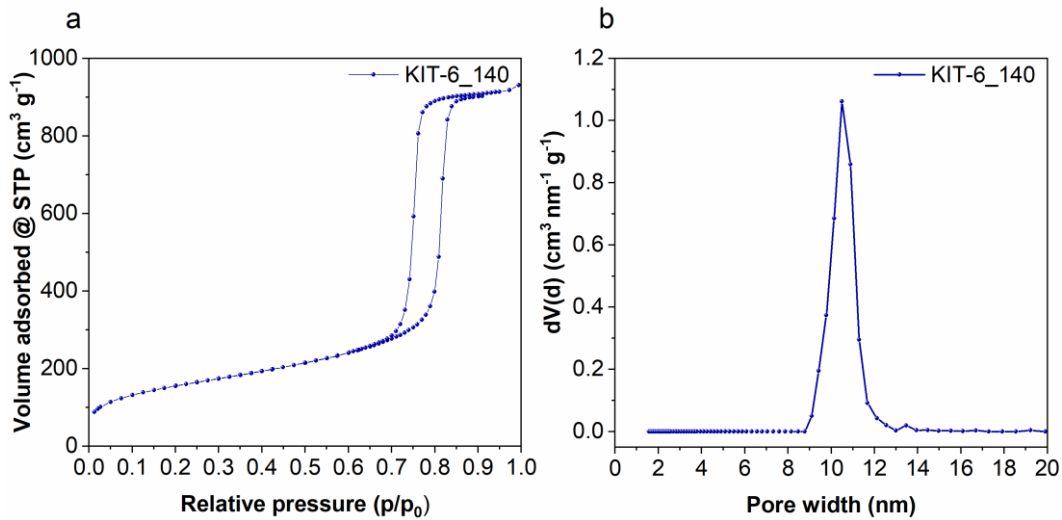 a
KIT-6_140
Volume adsorbed @ STP (cm³ g⁻¹)
1000
800
600
400
200
0
0.0 0.1 0.2 0.3 0.4 0.5 0.6 0.7 0.8 0.9 1.0
Relative pressure (p/p₀)
b
KIT-6_140
dV(d) (cm³ nm⁻¹ g⁻¹)
1.2
1.0
0.8
0.6
0.4
0.2
0.0
0 2 4 6 8 10 12 14 16 18 20
Pore width (nm)